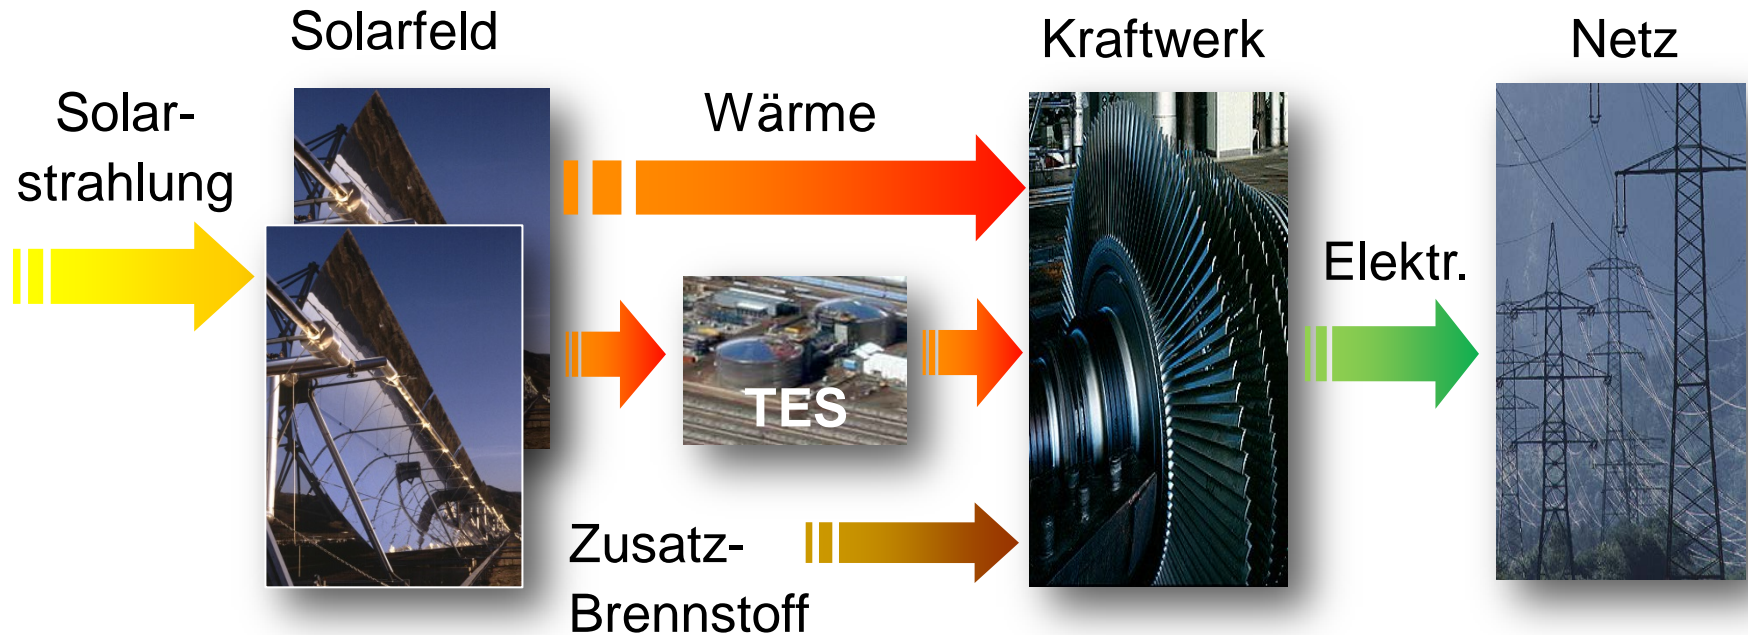 Solarfeld
Kraftwerk
Netz
Solar-
strahlung
Wärme
Elektr.
TES
Zusatz-
Brennstoff